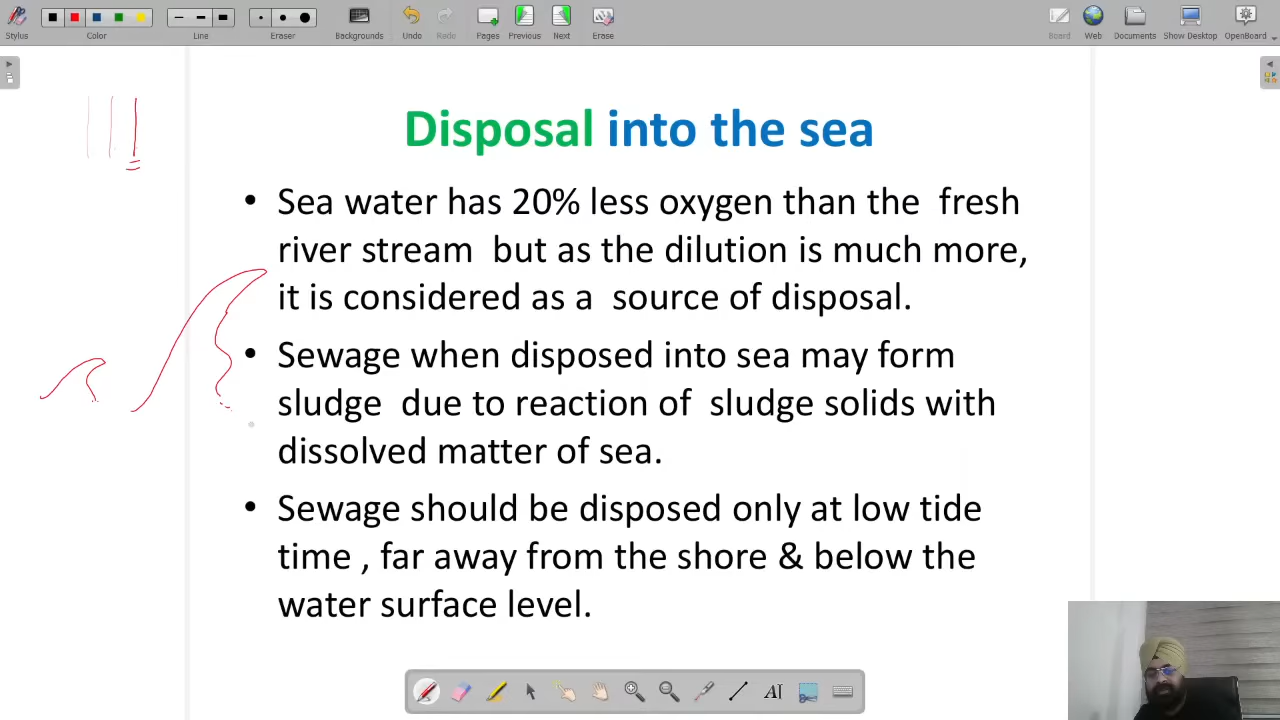 Stylus Color Line Eraser Backgrounds Undo Redo Pages Previous Next Erase Board Web Documents Show Desktop OpenBoard
Disposal into the sea
• Sea water has 20% less oxygen than the fresh
river stream but as the dilution is much more,
it is considered as a source of disposal.
• Sewage when disposed into sea may form
sludge due to reaction of sludge solids with
dissolved matter of sea.
• Sewage should be disposed only at low tide
time , far away from the shore & below the
water surface level.
AI